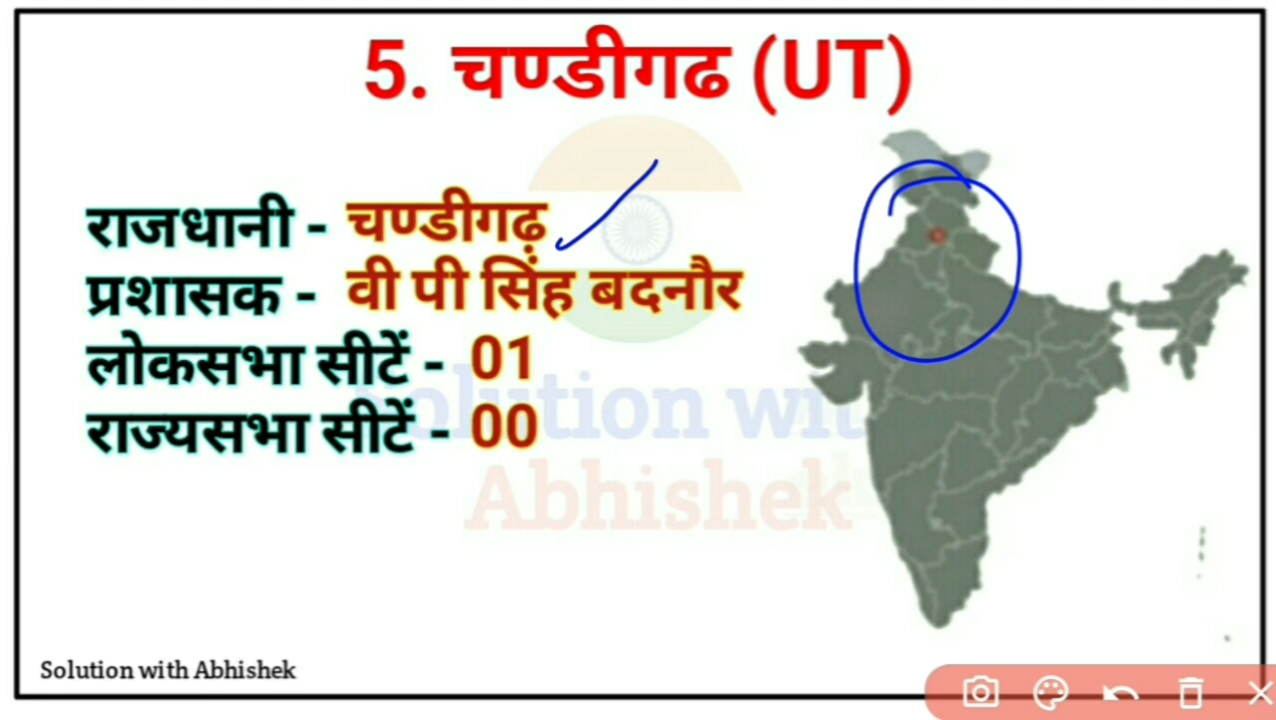 5. चण्डीगढ (UT)
राजधानी - चण्डीगढ़
प्रशासक - वी पी सिंह बदनौर
लोकसभा सीटें - 01
राज्यसभा सीटें - 00
Solution with
Abhishek
Solution with Abhishek